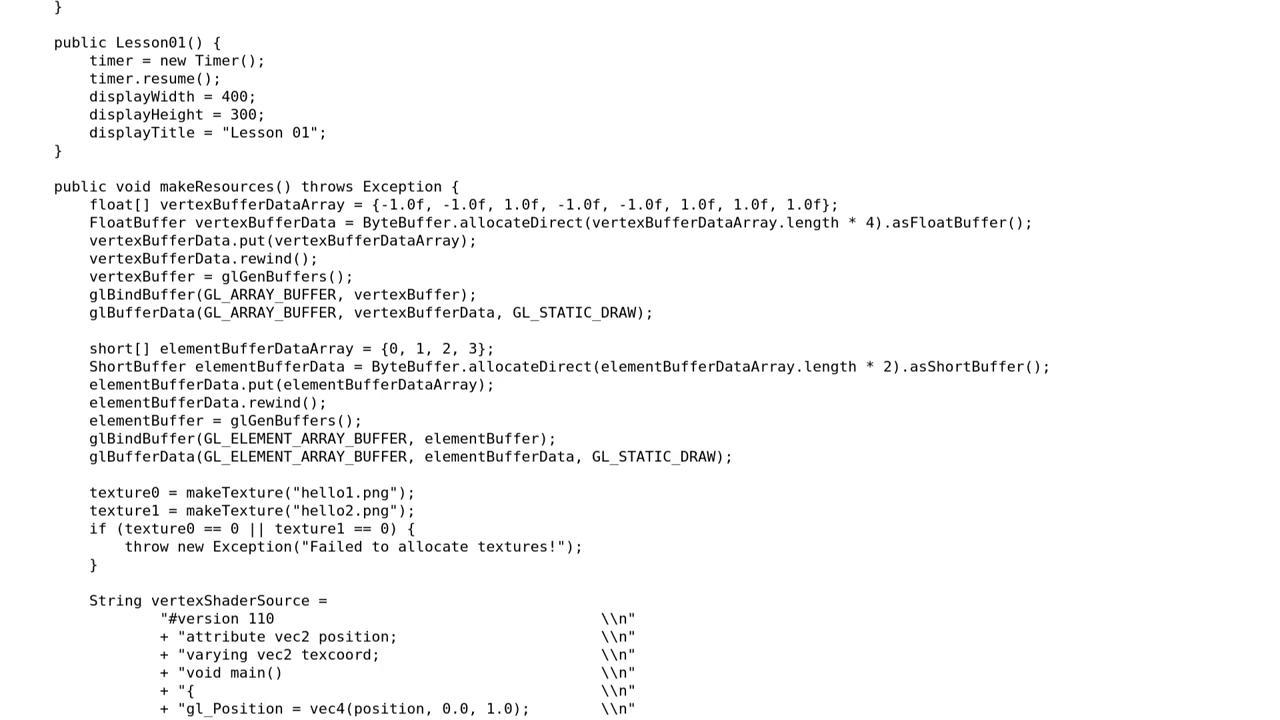 }

    public Lesson01() {
        timer = new Timer();
        timer.resume();
        displayWidth = 400;
        displayHeight = 300;
        displayTitle = "Lesson 01";
    }

    public void makeResources() throws Exception {
        float[] vertexBufferDataArray = {-1.0f, -1.0f, 1.0f, -1.0f, -1.0f, 1.0f, 1.0f, 1.0f};
        FloatBuffer vertexBufferData = ByteBuffer.allocateDirect(vertexBufferDataArray.length * 4).asFloatBuffer();
        vertexBufferData.put(vertexBufferDataArray);
        vertexBufferData.rewind();
        vertexBuffer = glGenBuffers();
        glBindBuffer(GL_ARRAY_BUFFER, vertexBuffer);
        glBufferData(GL_ARRAY_BUFFER, vertexBufferData, GL_STATIC_DRAW);

        short[] elementBufferDataArray = {0, 1, 2, 3};
        ShortBuffer elementBufferData = ByteBuffer.allocateDirect(elementBufferDataArray.length * 2).asShortBuffer();
        elementBufferData.put(elementBufferDataArray);
        elementBufferData.rewind();
        elementBuffer = glGenBuffers();
        glBindBuffer(GL_ELEMENT_ARRAY_BUFFER, elementBuffer);
        glBufferData(GL_ELEMENT_ARRAY_BUFFER, elementBufferData, GL_STATIC_DRAW);

        texture0 = makeTexture("hello1.png");
        texture1 = makeTexture("hello2.png");
        if (texture0 == 0 || texture1 == 0) {
            throw new Exception("Failed to allocate textures!");
        }

        String vertexShaderSource =
                "#version 110                                     \\n"
                + "attribute vec2 position;                       \\n"
                + "varying vec2 texcoord;                         \\n"
                + "void main()                                    \\n"
                + "{                                              \\n"
                + "gl_Position = vec4(position, 0.0, 1.0);        \\n"